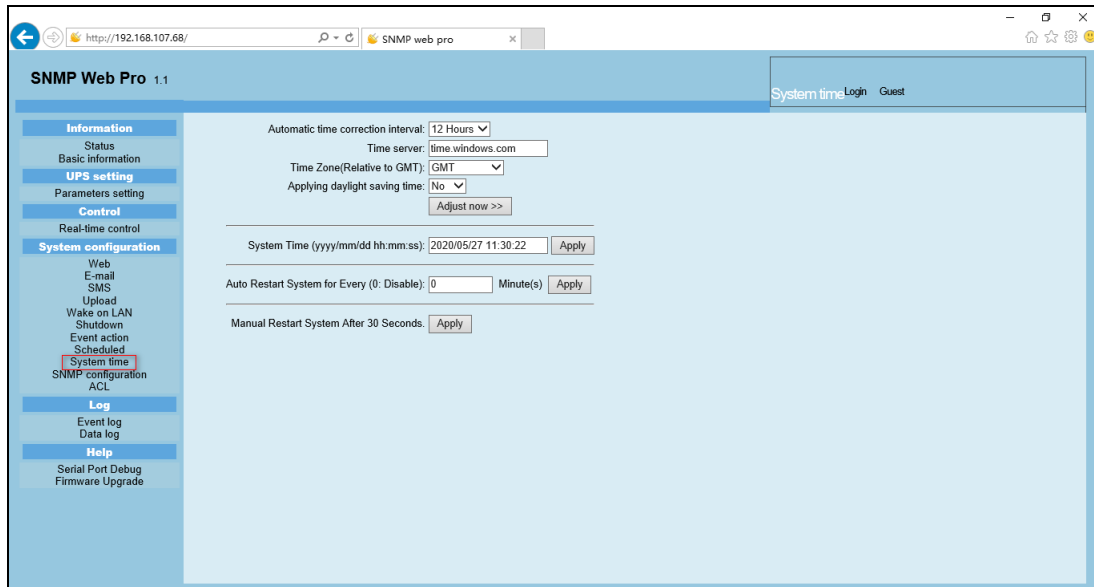 http://192.168.107.68/
SNMP web pro
SNMP Web Pro 1.1
System time Login Guest
Information
Status
Basic information
UPS setting
Parameters setting
Control
Real-time control
System configuration
Web
E-mail
SMS
Upload
Wake on LAN
Shutdown
Event action
Scheduled
System time
SNMP configuration
ACL
Log
Event log
Data log
Help
Serial Port Debug
Firmware Upgrade
Automatic time correction interval: 12 Hours
Time server: time.windows.com
Time Zone(Relative to GMT): GMT
Applying daylight saving time: No
Adjust now >>
System Time (yyyy/mm/dd hh:mm:ss): 2020/05/27 11:30:22 Apply
Auto Restart System for Every (0: Disable): 0 Minute(s) Apply
Manual Restart System After 30 Seconds. Apply